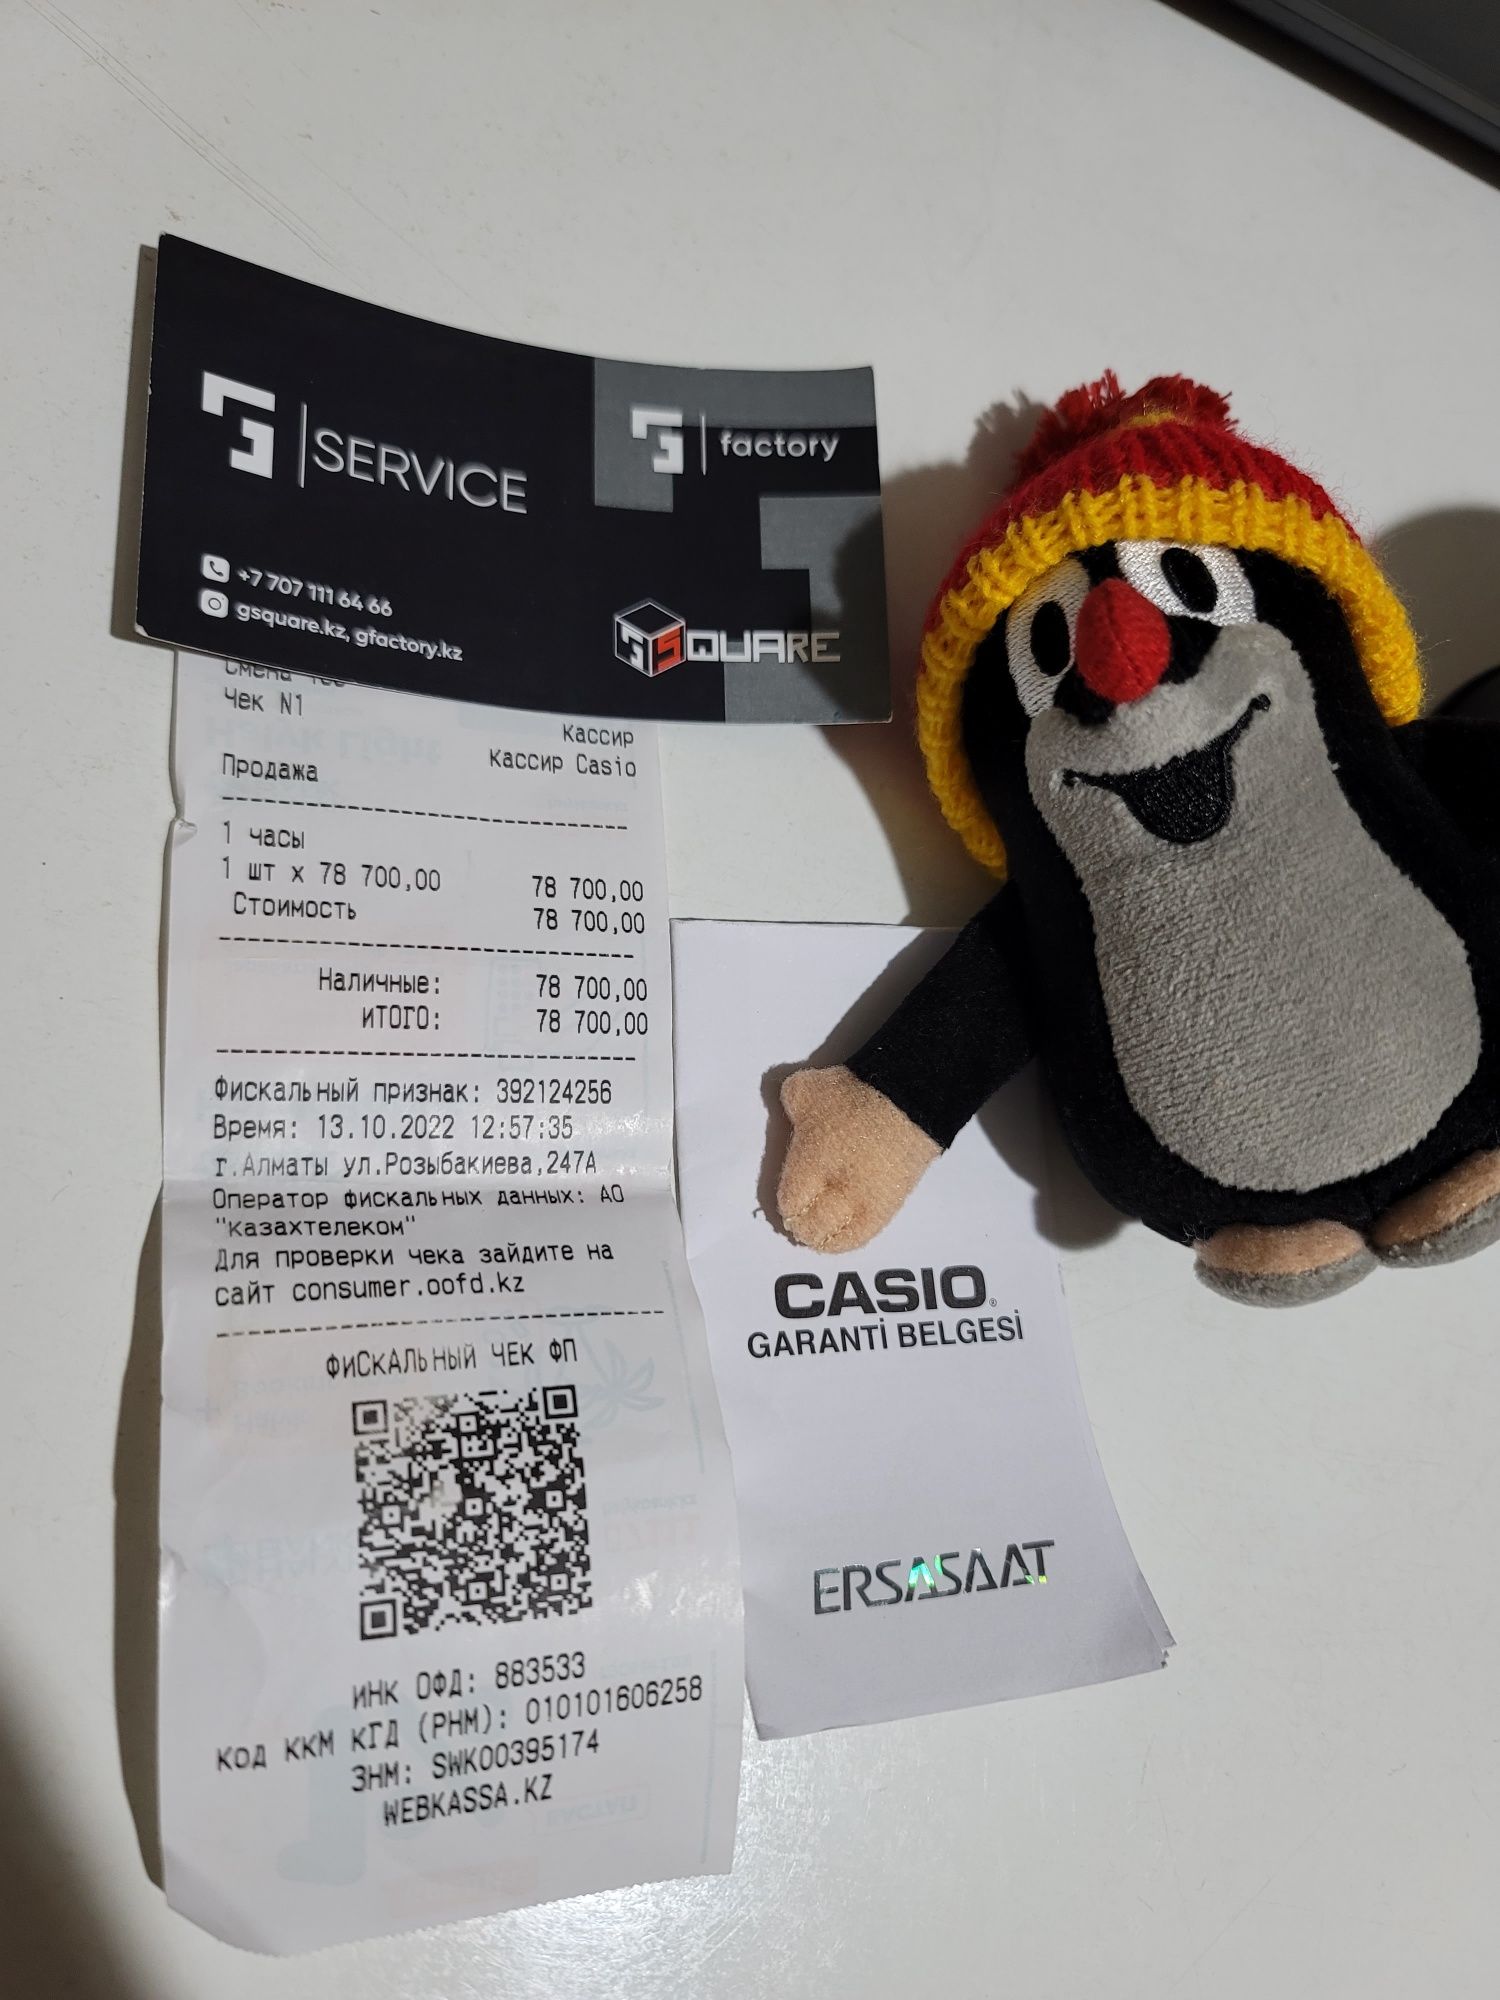 SERVICE
factory
+7 707 111 64 66
gsquare.kz, gfactory.kz
GSQUARE
Смена
Чек N1
Кассир
Продажа Кассир Casio
1 часы
1 шт x 78 700,00 78 700,00
Стоимость 78 700,00
Наличные: 78 700,00
ИТОГО: 78 700,00
Фискальный признак: 392124256
Время: 13.10.2022 12:57:35
г.Алматы ул.Розыбакиева,247А
Оператор фискальных данных: АО
"Казахтелеком"
Для проверки чека зайдите на
сайт consumer.oofd.kz
ФИСКАЛЬНЫЙ ЧЕК ФП
ИНК ОФД: 883533
Код ККМ КГД (РНМ): 010101606258
ЗНМ: SWK00395174
WEBKASSA.KZ
CASIO®
GARANTİ BELGESİ
ERSASAAT